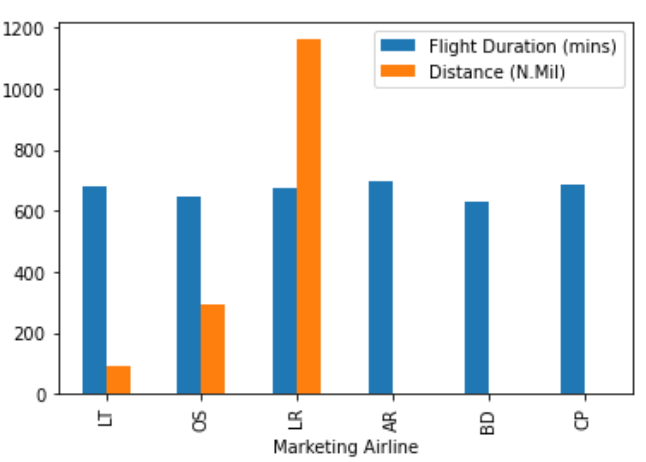 1200
1000
800
600
400
200
0
Flight Duration (mins)
Distance (N.Mil)
LT
OS
LR
AR
BD
CP
Marketing Airline